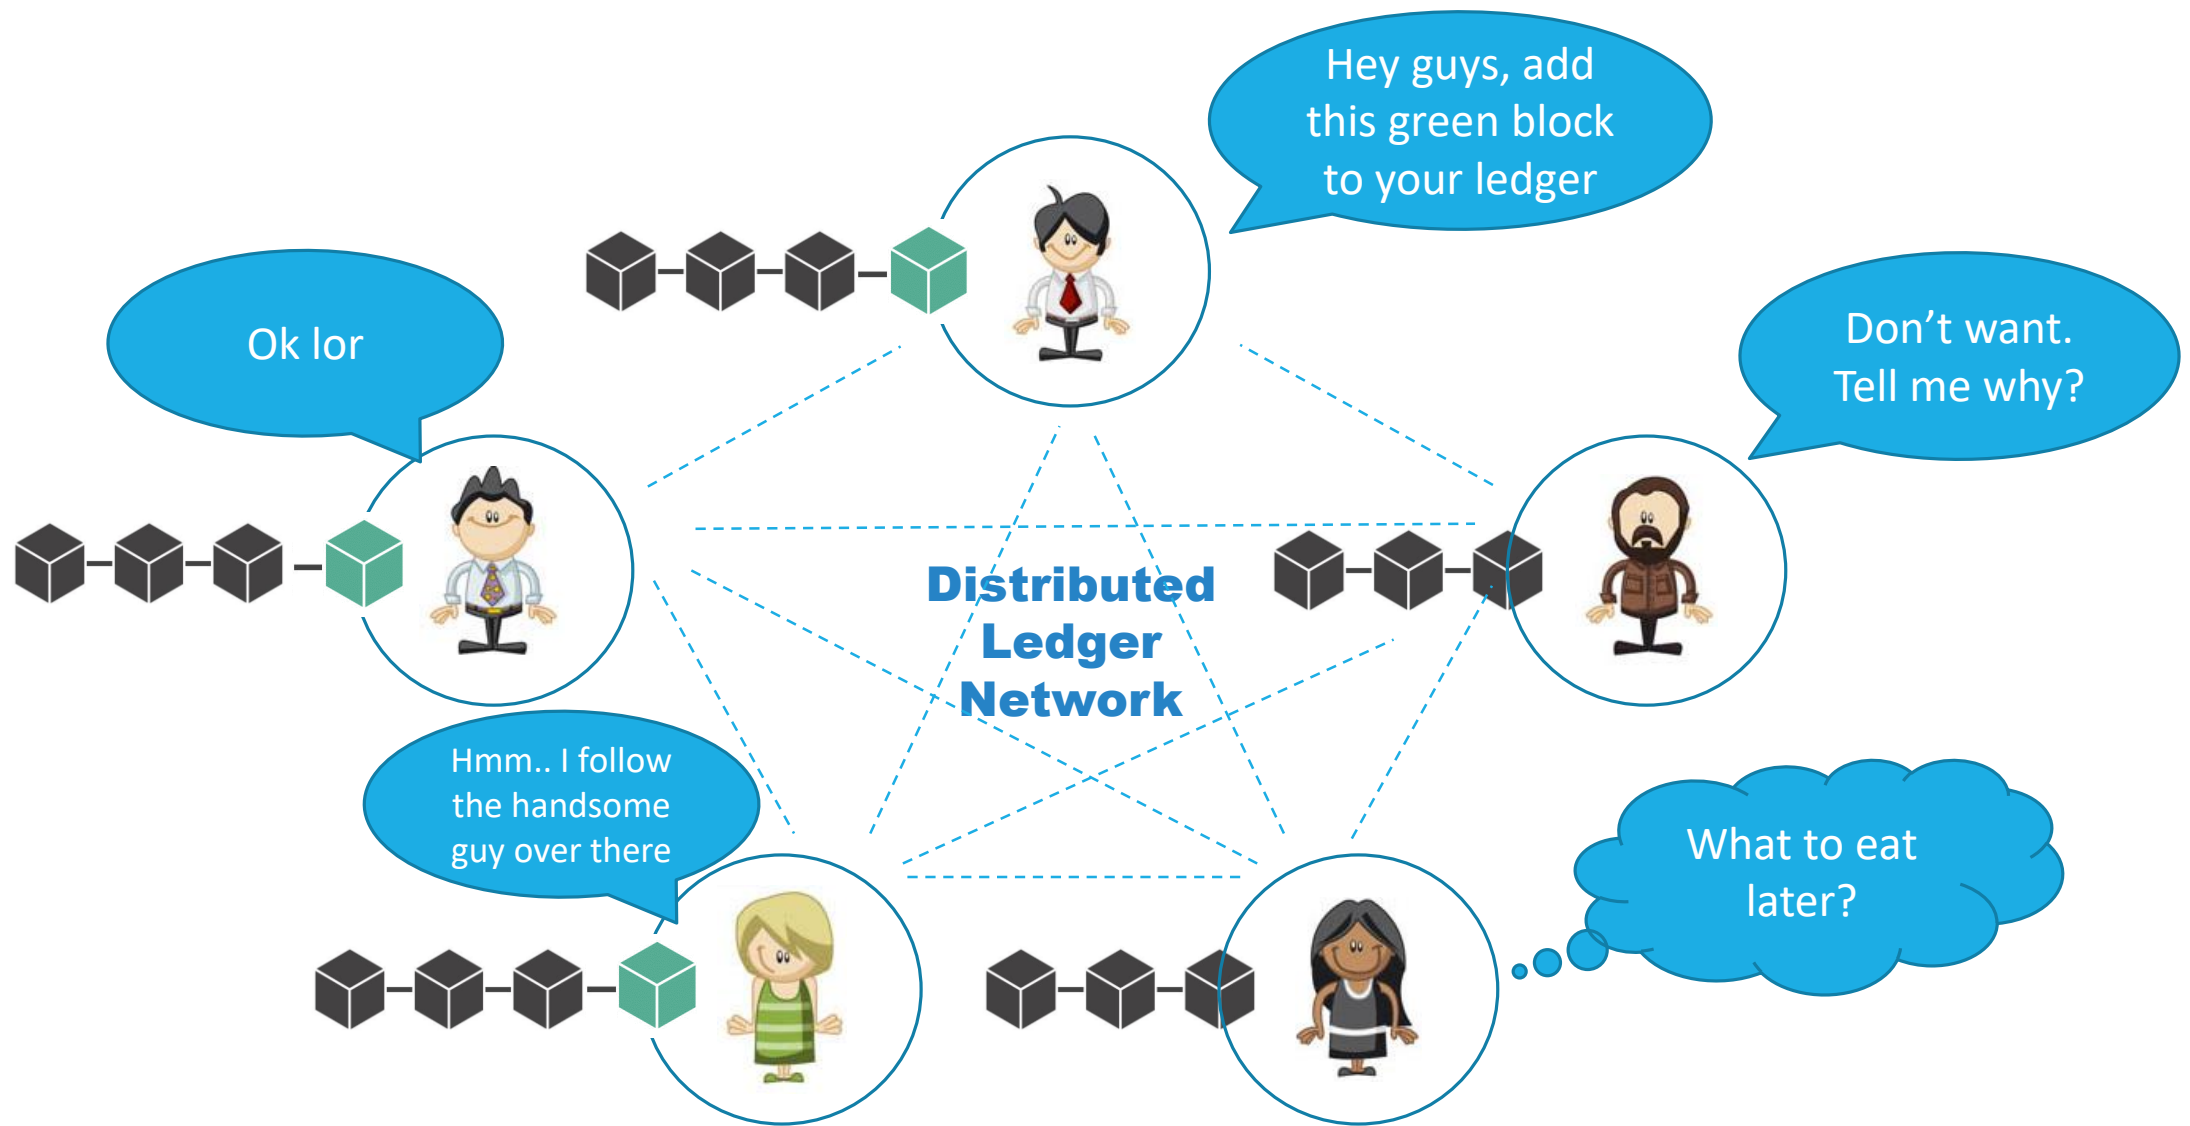 Hey guys, add
this green block
to your ledger
Ok lor
Don’t want.
Tell me why?
Distributed
Ledger
Network
Hmm.. I follow
the handsome
guy over there
What to eat
later?